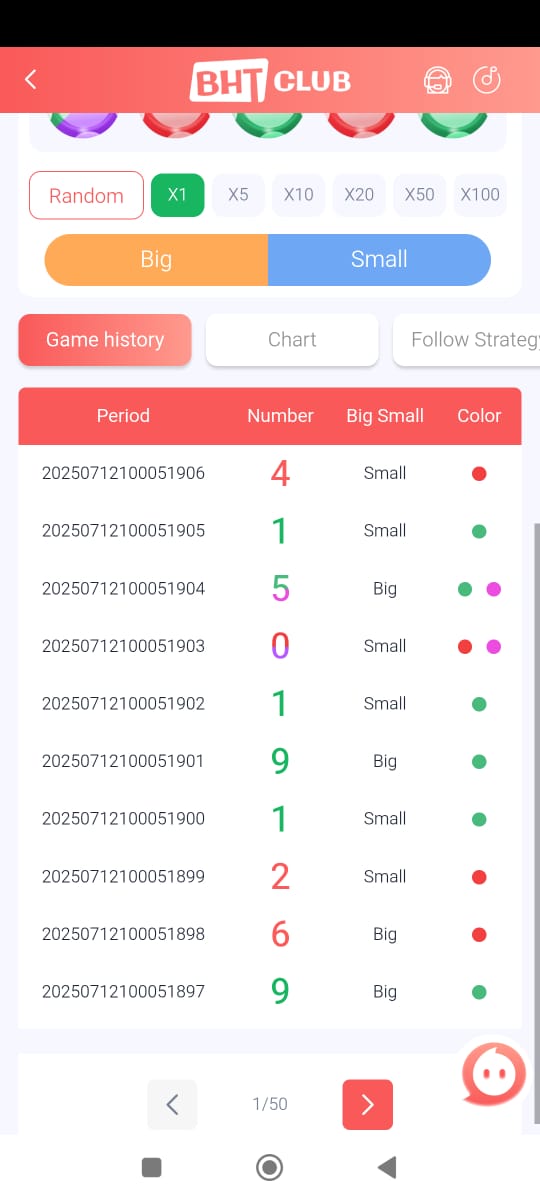 BHT CLUB
Random X1 X5 X10 X20 X50 X100
Big Small
Game history Chart Follow Strategy
Period Number Big Small Color
20250712100051906 4 Small
20250712100051905 1 Small
20250712100051904 5 Big
20250712100051903 0 Small
20250712100051902 1 Small
20250712100051901 9 Big
20250712100051900 1 Small
20250712100051899 2 Small
20250712100051898 6 Big
20250712100051897 9 Big
1/50